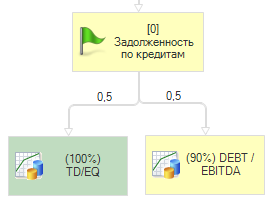 [0]
Задолженность
по кредитам
0,5
0,5
(100%)
TD/EQ
(90%) DEBT /
EBITDA